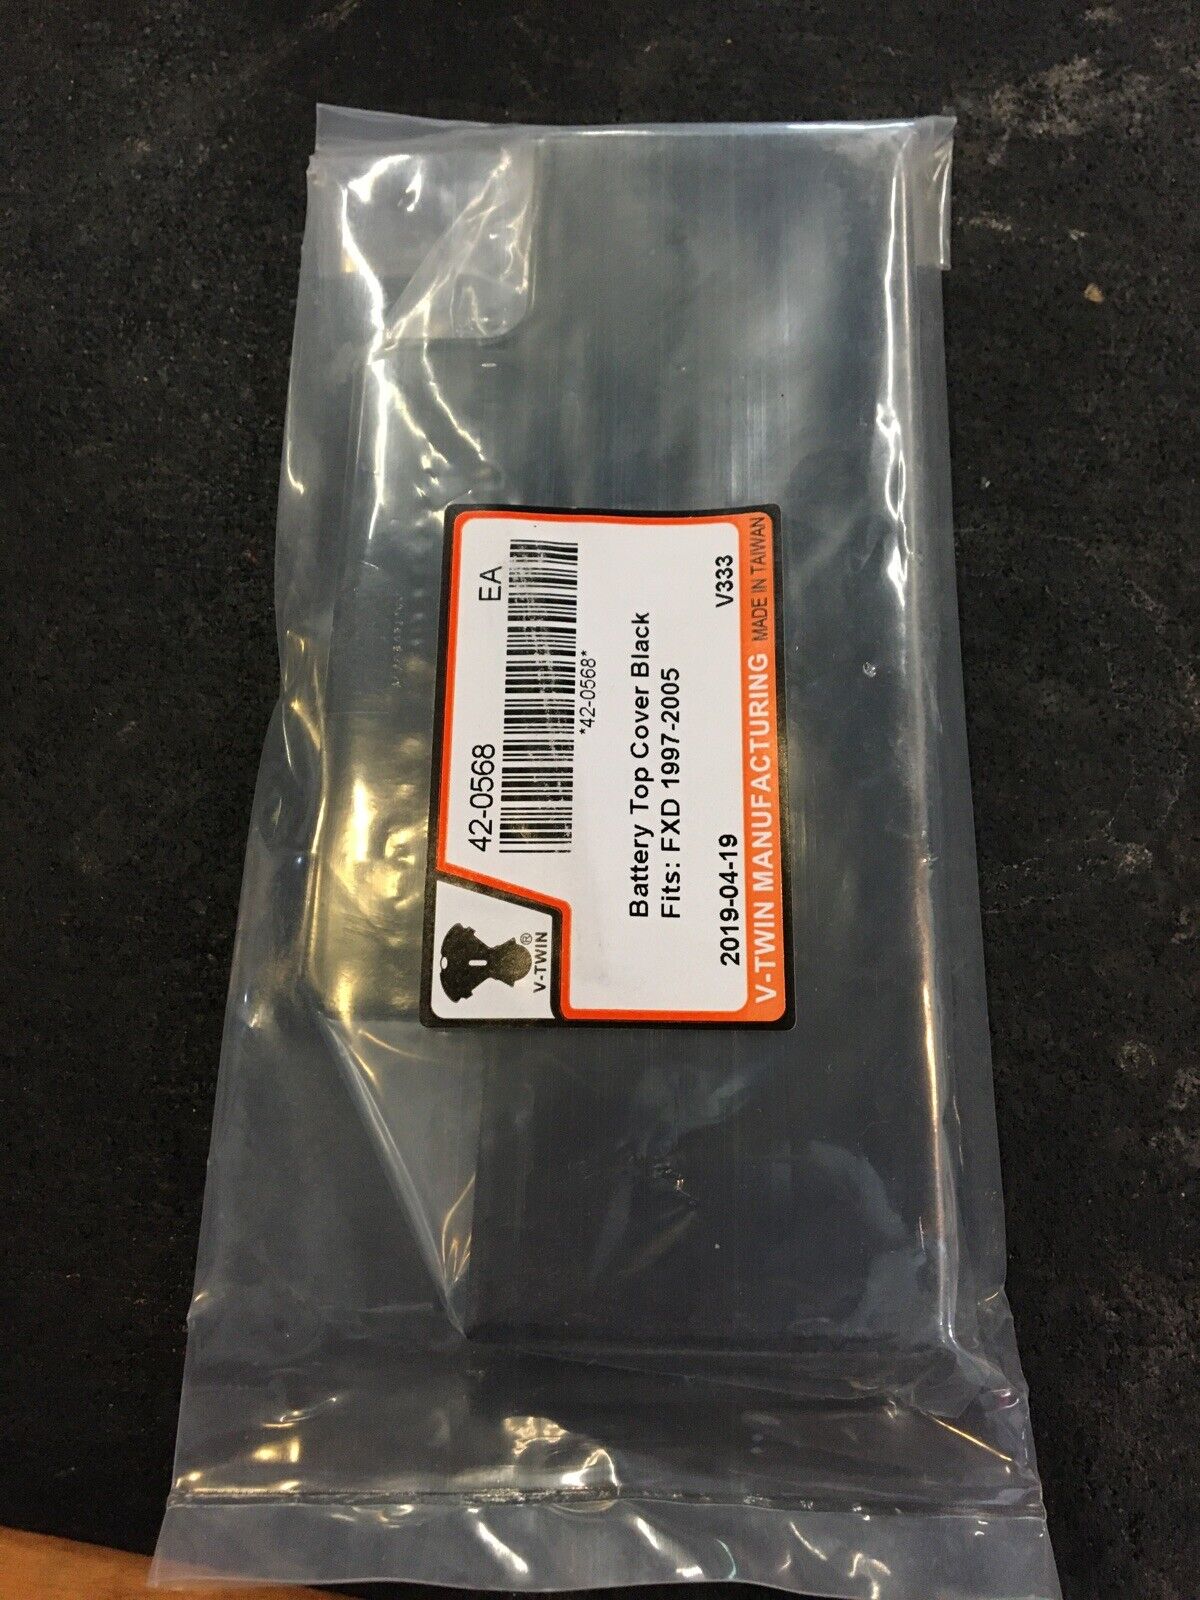 42-0568 EA
*42-0568*
V-TWIN®
Battery Top Cover Black
Fits: FXD 1997-2005
2019-04-19 V333
V-TWIN MANUFACTURING MADE IN TAIWAN